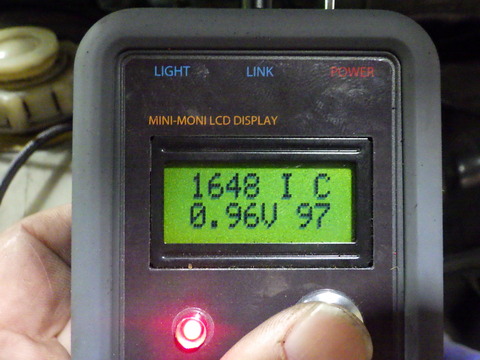 LIGHT LINK POWER
MINI-MONI LCD DISPLAY
1648 I C
0.96V 97